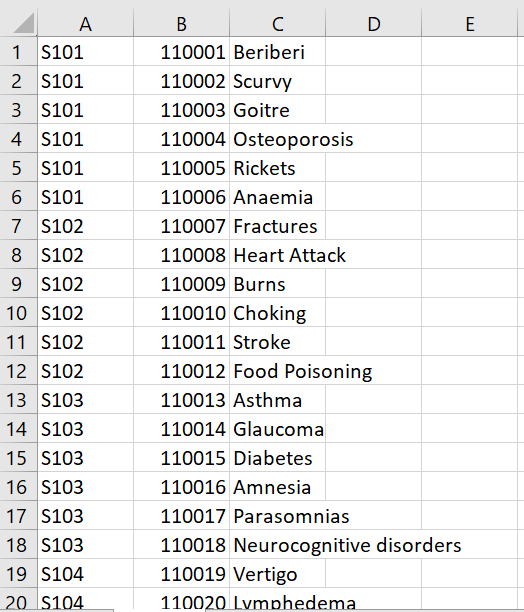 A B C D E
1 S101 110001 Beriberi
2 S101 110002 Scurvy
3 S101 110003 Goitre
4 S101 110004 Osteoporosis
5 S101 110005 Rickets
6 S101 110006 Anaemia
7 S102 110007 Fractures
8 S102 110008 Heart Attack
9 S102 110009 Burns
10 S102 110010 Choking
11 S102 110011 Stroke
12 S102 110012 Food Poisoning
13 S103 110013 Asthma
14 S103 110014 Glaucoma
15 S103 110015 Diabetes
16 S103 110016 Amnesia
17 S103 110017 Parasomnias
18 S103 110018 Neurocognitive disorders
19 S104 110019 Vertigo
20 S104 110020 Lymphedema